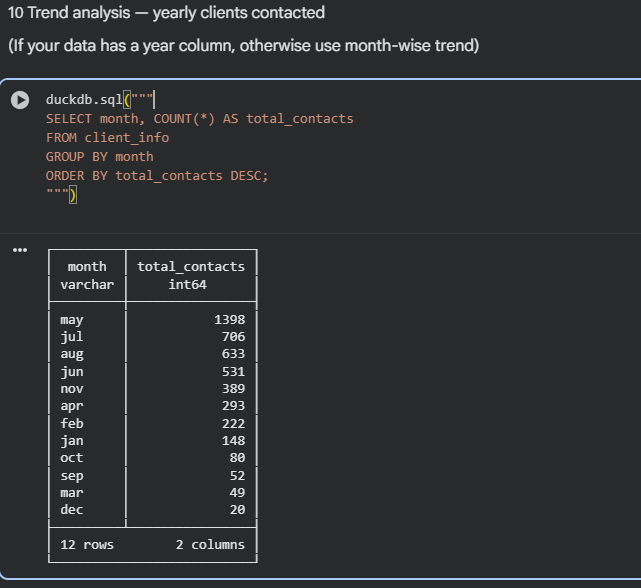 10 Trend analysis — yearly clients contacted
(If your data has a year column, otherwise use month-wise trend)
duckdb.sql("""
SELECT month, COUNT(*) AS total_contacts
FROM client_info
GROUP BY month
ORDER BY total_contacts DESC;
""")
month total_contacts
varchar int64
may 1398
jul 706
aug 633
jun 531
nov 389
apr 293
feb 222
jan 148
oct 80
sep 52
mar 49
dec 20
12 rows 2 columns